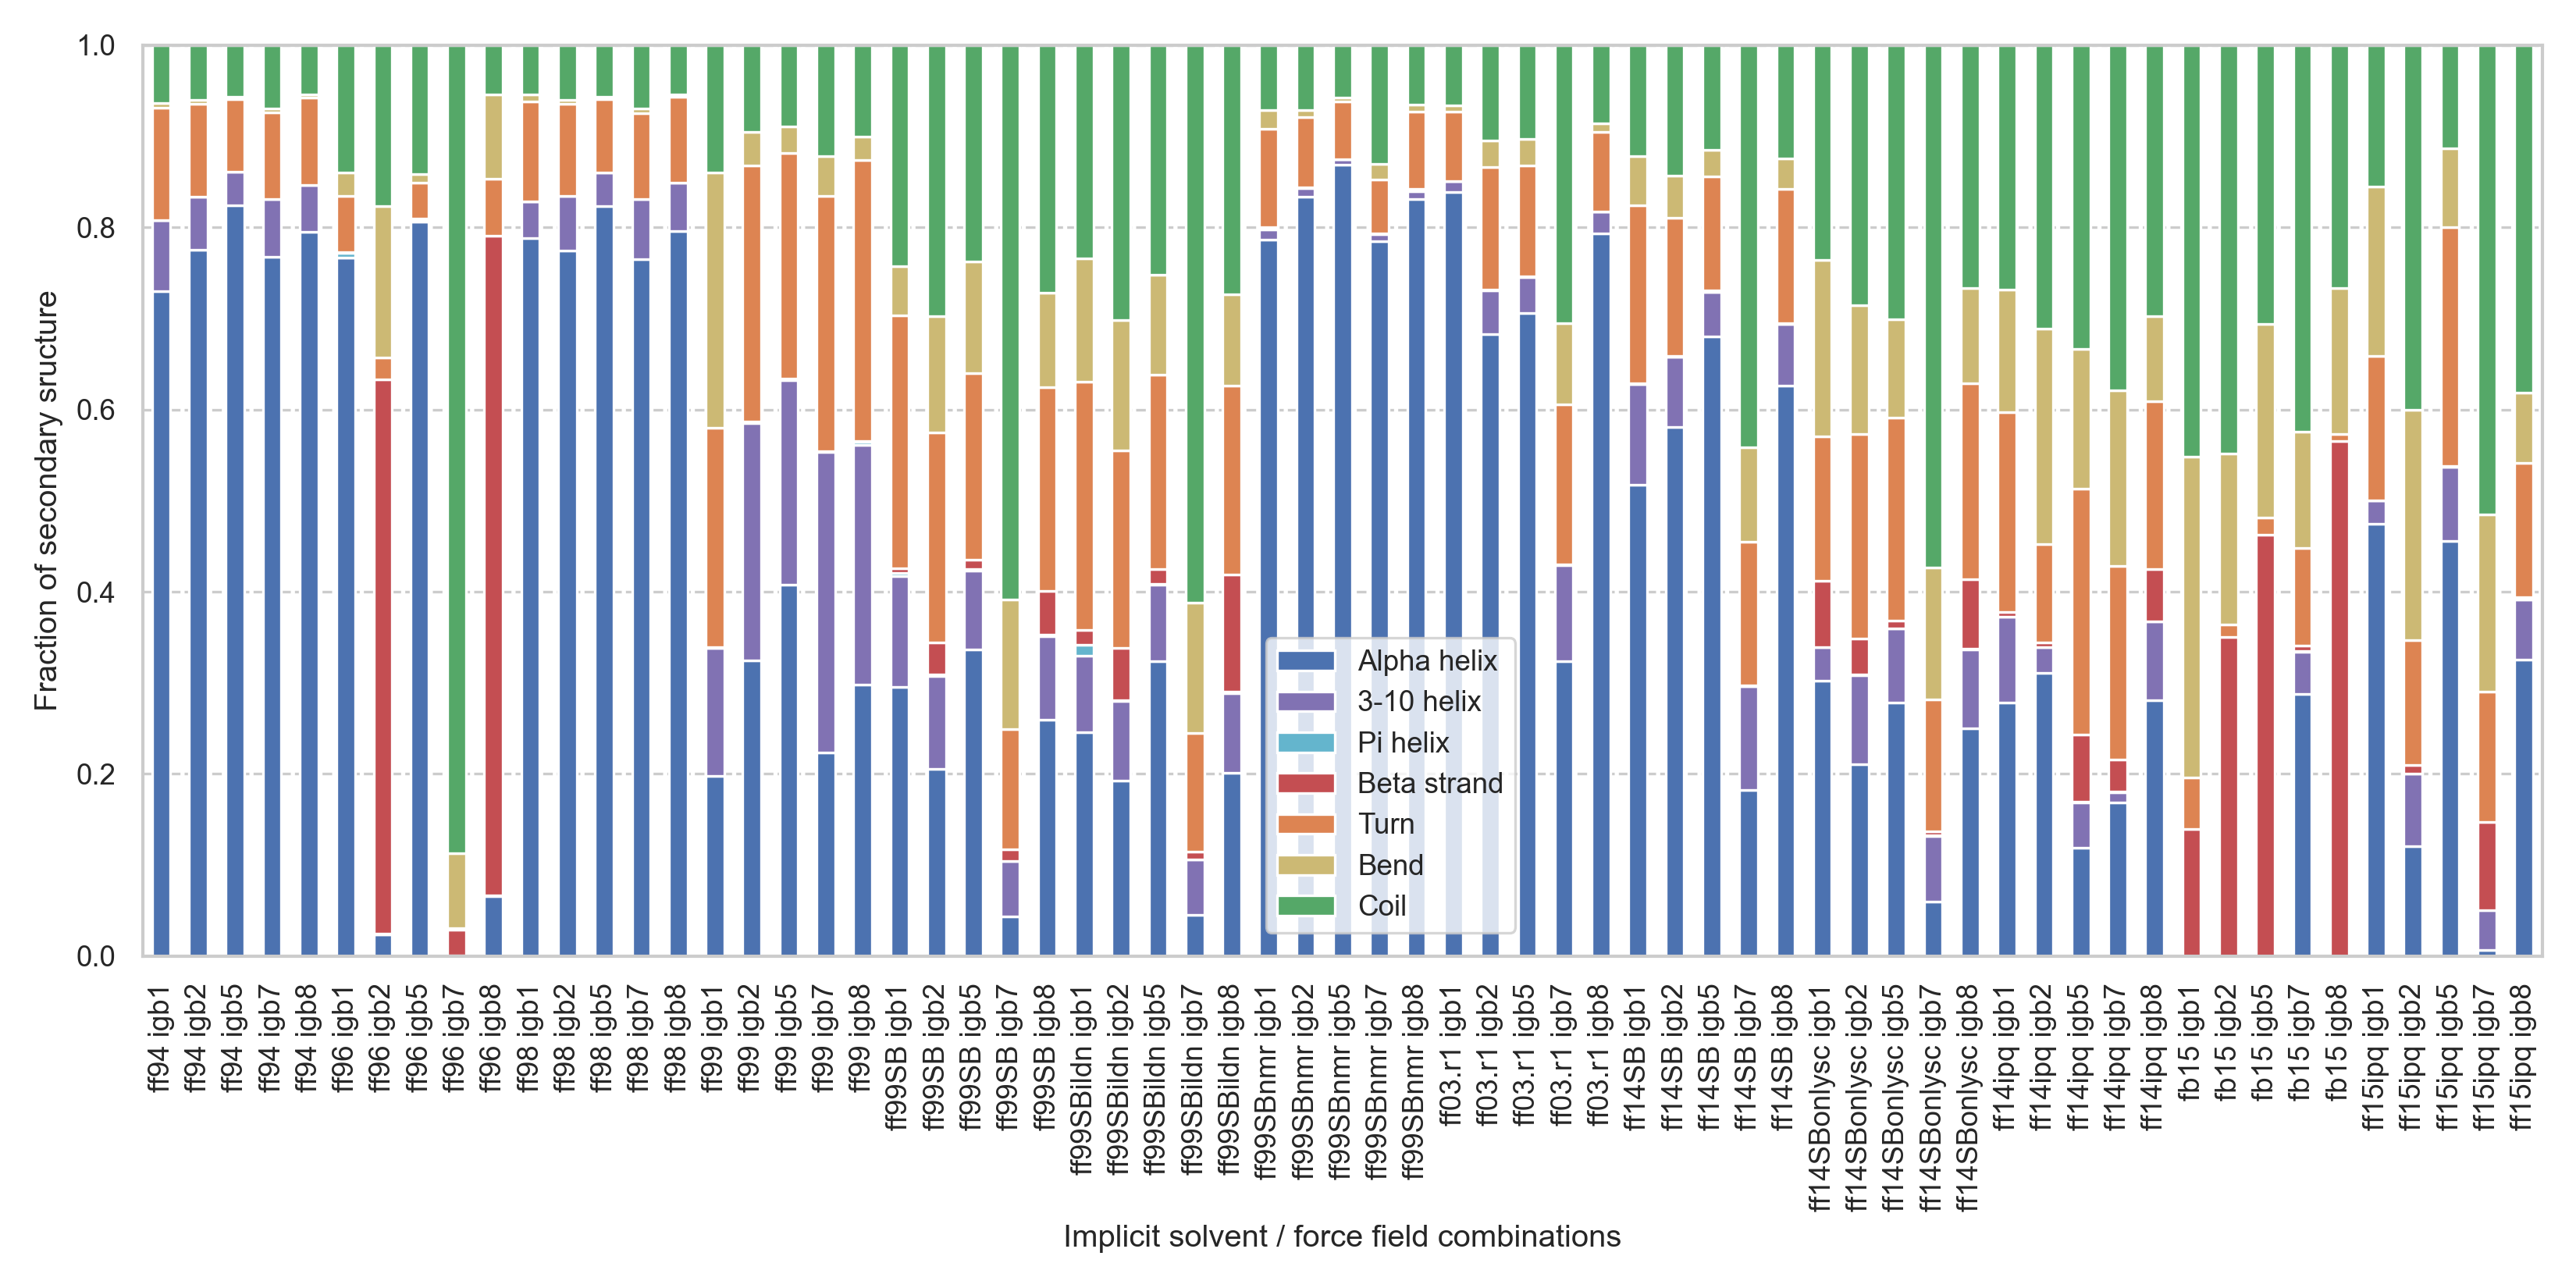 1.0
0.8
0.6
0.4
0.2
0.0
Fraction of secondary sructure
Alpha helix
3-10 helix
Pi helix
Beta strand
Turn
Bend
Coil
ff94 igb1
ff94 igb2
ff94 igb5
ff94 igb7
ff94 igb8
ff96 igb1
ff96 igb2
ff96 igb5
ff96 igb7
ff96 igb8
ff98 igb1
ff98 igb2
ff98 igb5
ff98 igb7
ff98 igb8
ff99 igb1
ff99 igb2
ff99 igb5
ff99 igb7
ff99 igb8
ff99SB igb1
ff99SB igb2
ff99SB igb5
ff99SB igb7
ff99SB igb8
ff99SBildn igb1
ff99SBildn igb2
ff99SBildn igb5
ff99SBildn igb7
ff99SBildn igb8
ff99SBnmr igb1
ff99SBnmr igb2
ff99SBnmr igb5
ff99SBnmr igb7
ff99SBnmr igb8
ff03.r1 igb1
ff03.r1 igb2
ff03.r1 igb5
ff03.r1 igb7
ff03.r1 igb8
ff14SB igb1
ff14SB igb2
ff14SB igb5
ff14SB igb7
ff14SB igb8
ff14SBonlysc igb1
ff14SBonlysc igb2
ff14SBonlysc igb5
ff14SBonlysc igb7
ff14SBonlysc igb8
ff14ipq igb1
ff14ipq igb2
ff14ipq igb5
ff14ipq igb7
ff14ipq igb8
fb15 igb1
fb15 igb2
fb15 igb5
fb15 igb7
fb15 igb8
ff15ipq igb1
ff15ipq igb2
ff15ipq igb5
ff15ipq igb7
ff15ipq igb8
Implicit solvent / force field combinations